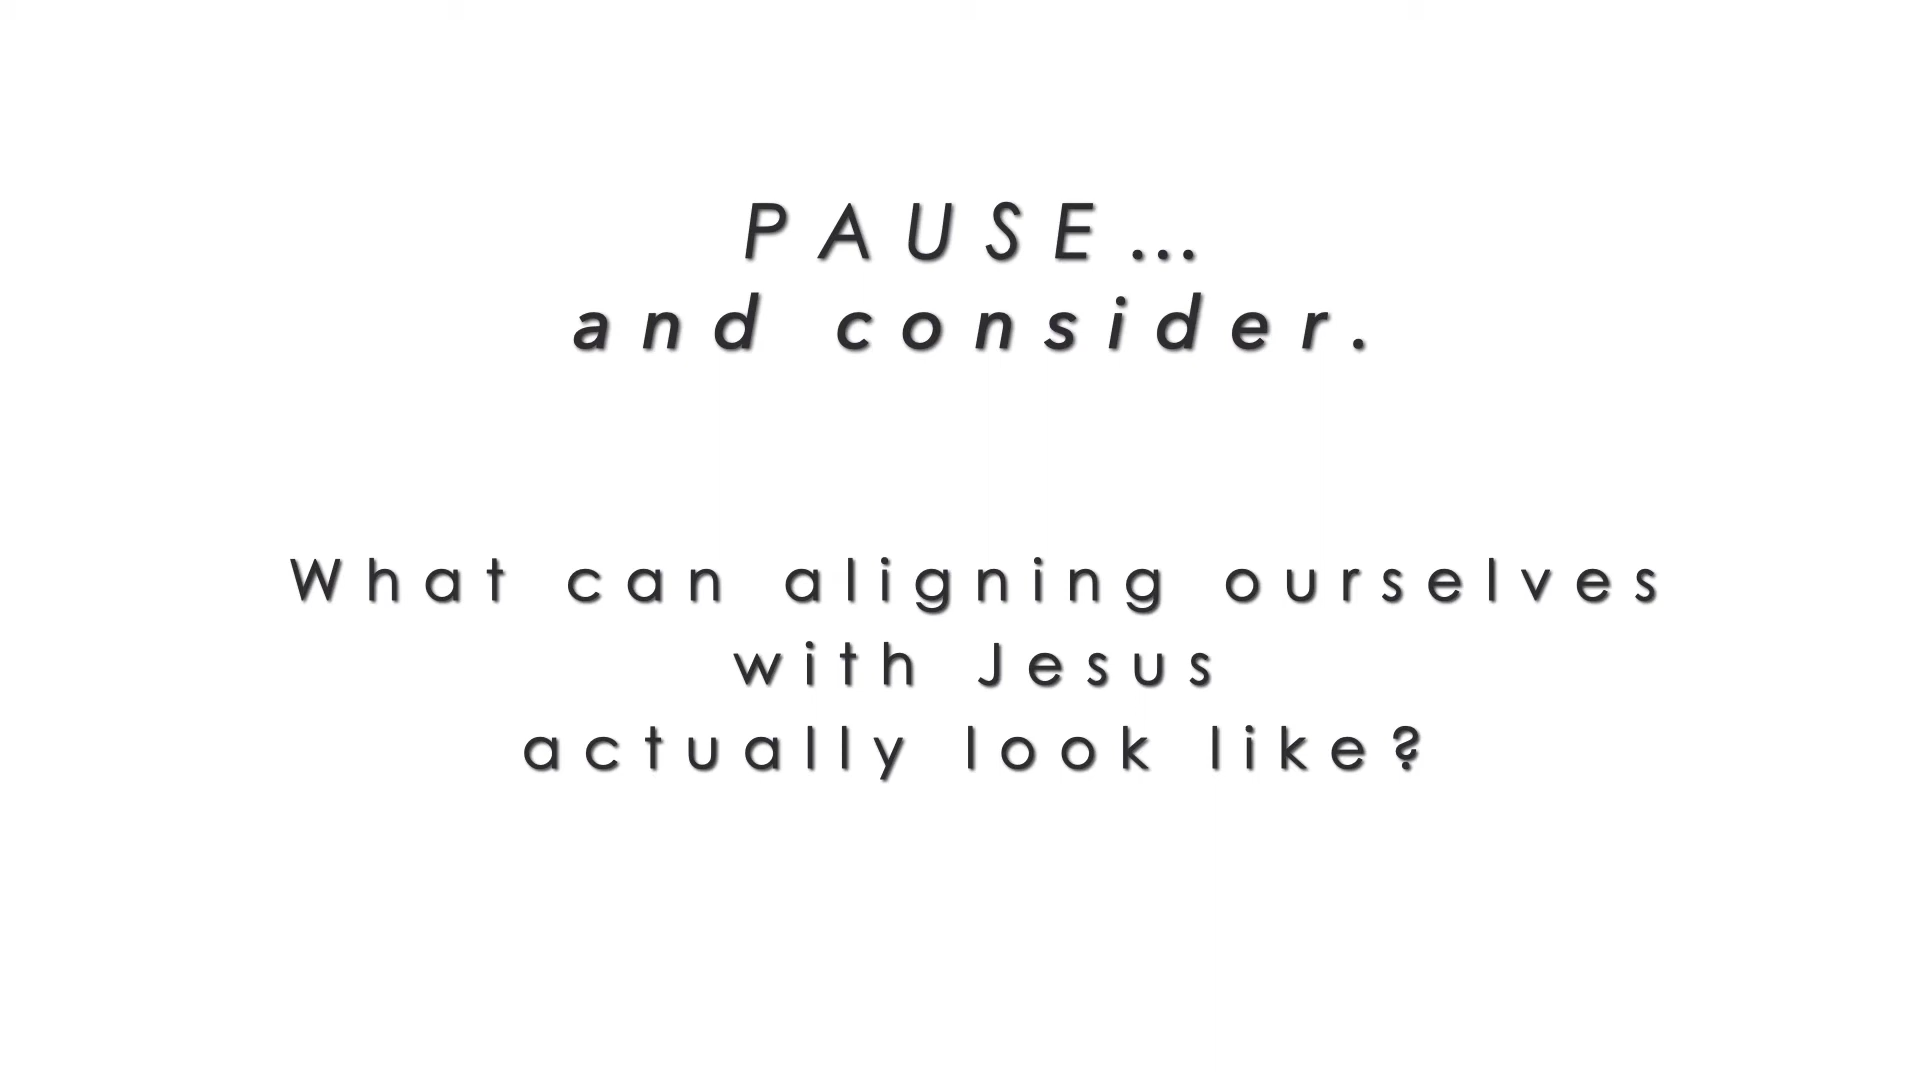 PAUSE...
and consider.
What can aligning ourselves
with Jesus
actually look like?